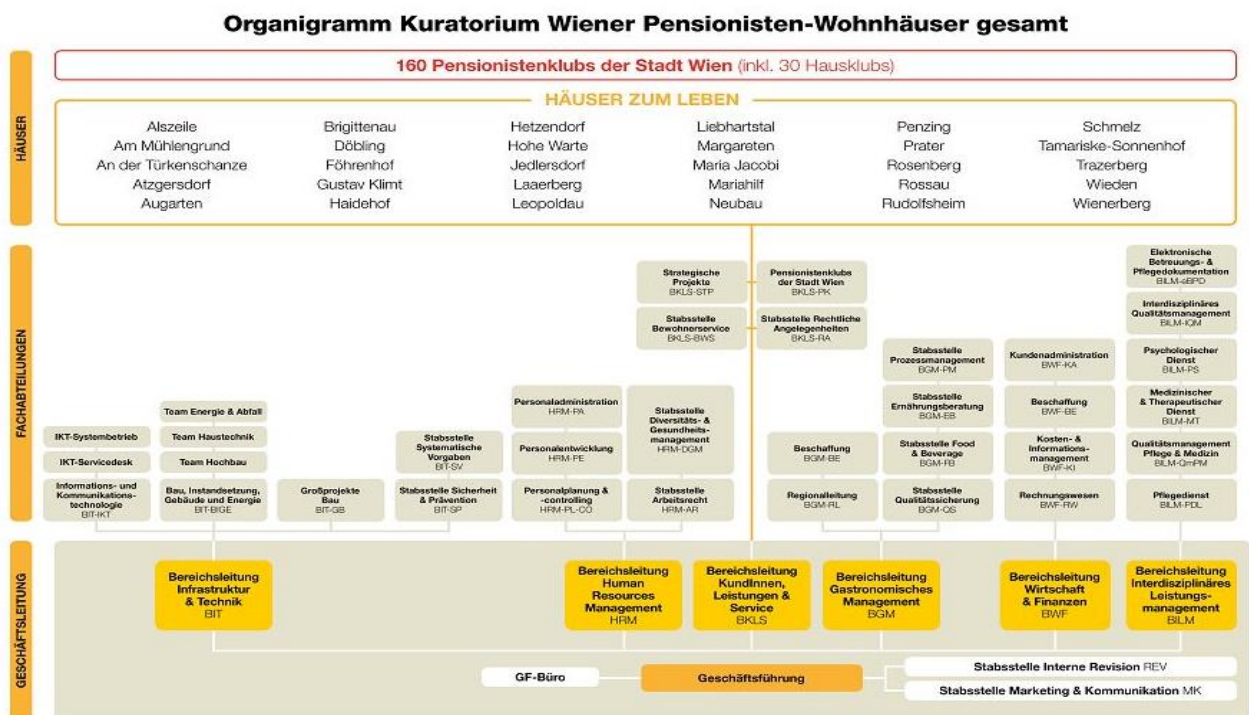 Organigramm Kuratorium Wiener Pensionisten-Wohnhäuser gesamt
HÄUSER
160 Pensionistenklubs der Stadt Wien (inkl. 30 Hausklubs)
HÄUSER ZUM LEBEN
Alszeile
Am Mühlengrund
An der Türkenschanze
Atzgersdorf
Augarten
Brigittenau
Döbling
Föhrenhof
Gustav Klimt
Haidehof
Hetzendorf
Hohe Warte
Jedlersdorf
Laaerberg
Leopoldau
Liebhartstal
Margareten
Maria Jacobi
Mariahilf
Neubau
Penzing
Prater
Rosenberg
Rossau
Rudolfsheim
Schmelz
Tamariske-Sonnenhof
Trazerberg
Wieden
Wienerberg
FACHABTEILUNGEN
IKT-Systembetrieb
IKT-Servicedesk
Informations- und
Kommunikations-
technologie
BIT-IKT
Team Energie & Abfall
Team Haustechnik
Team Hochbau
Bau, Instandsetzung,
Gebäude und Energie
BIT-BIGE
Großprojekte
Bau
BIT-GB
Stabsstelle
Systematische
Vorgaben
BIT-SV
Stabsstelle Sicherheit
& Prävention
BIT-SP
Personaladministration
HRM-PA
Personalentwicklung
HRM-PE
Personalplanung &
-controlling
HRM-PL-CO
Stabsstelle
Diversitäts- &
Gesundheits-
management
HRM-DGM
Stabsstelle
Arbeitsrecht
HRM-AR
Strategische
Projekte
BKLS-STP
Pensionistenklubs
der Stadt Wien
BKLS-PK
Stabsstelle
Bewohnerservice
BKLS-BWS
Stabsstelle Rechtliche
Angelegenheiten
BKLS-RA
Beschaffung
BGM-BE
Regionalleitung
BGM-RL
Stabsstelle
Prozessmanagement
BGM-PM
Stabsstelle
Ernährungsberatung
BGM-EB
Stabsstelle Food
& Beverage
BGM-FB
Stabsstelle
Qualitätssicherung
BGM-QS
Kundenadministration
BWF-KA
Beschaffung
BWF-BE
Kosten- &
Informations-
management
BWF-KI
Rechnungswesen
BWF-RW
Elektronische
Betreuungs- &
Pflegedokumentation
BILM-eBPD
Interdisziplinäres
Qualitätsmanagement
BILM-IQM
Psychologischer
Dienst
BILM-PS
Medizinischer
& Therapeutischer
Dienst
BILM-MT
Qualitätsmanagement
Pflege & Medizin
BILM-QmPM
Pflegedienst
BILM-PDL
GESCHÄFTSLEITUNG
Bereichsleitung
Infrastruktur
& Technik
BIT
Bereichsleitung
Human
Resources
Management
HRM
Bereichsleitung
KundInnen,
Leistungen &
Service
BKLS
Bereichsleitung
Gastronomisches
Management
BGM
Bereichsleitung
Wirtschaft
& Finanzen
BWF
Bereichsleitung
Interdisziplinäres
Leistungs-
management
BILM
GF-Büro
Geschäftsführung
Stabsstelle Interne Revision REV
Stabsstelle Marketing & Kommunikation MK